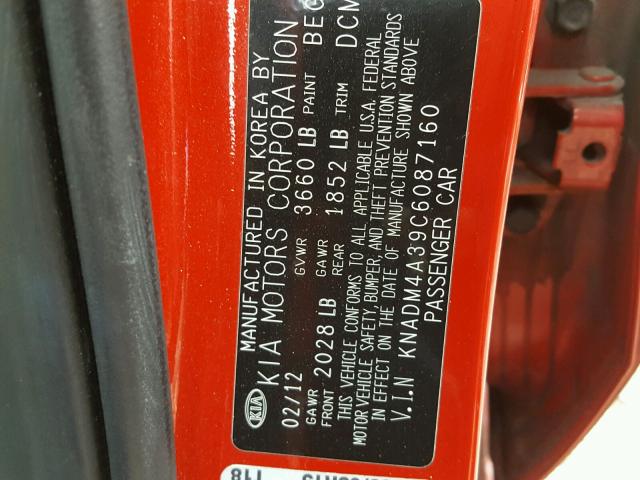 KIA
MANUFACTURED IN KOREA BY
KIA MOTORS CORPORATION
02/12 GVWR 3660 LB PAINT BEG
GAWR FRONT 2028 LB GAWR REAR 1852 LB TRIM DCM
THIS VEHICLE CONFORMS TO ALL APPLICABLE U.S.A. FEDERAL
MOTOR VEHICLE SAFETY, BUMPER, AND THEFT PREVENTION STANDARDS
IN EFFECT ON THE DATE OF MANUFACTURE SHOWN ABOVE
V.I.N KNADM4A39C6087160
PASSENGER CAR